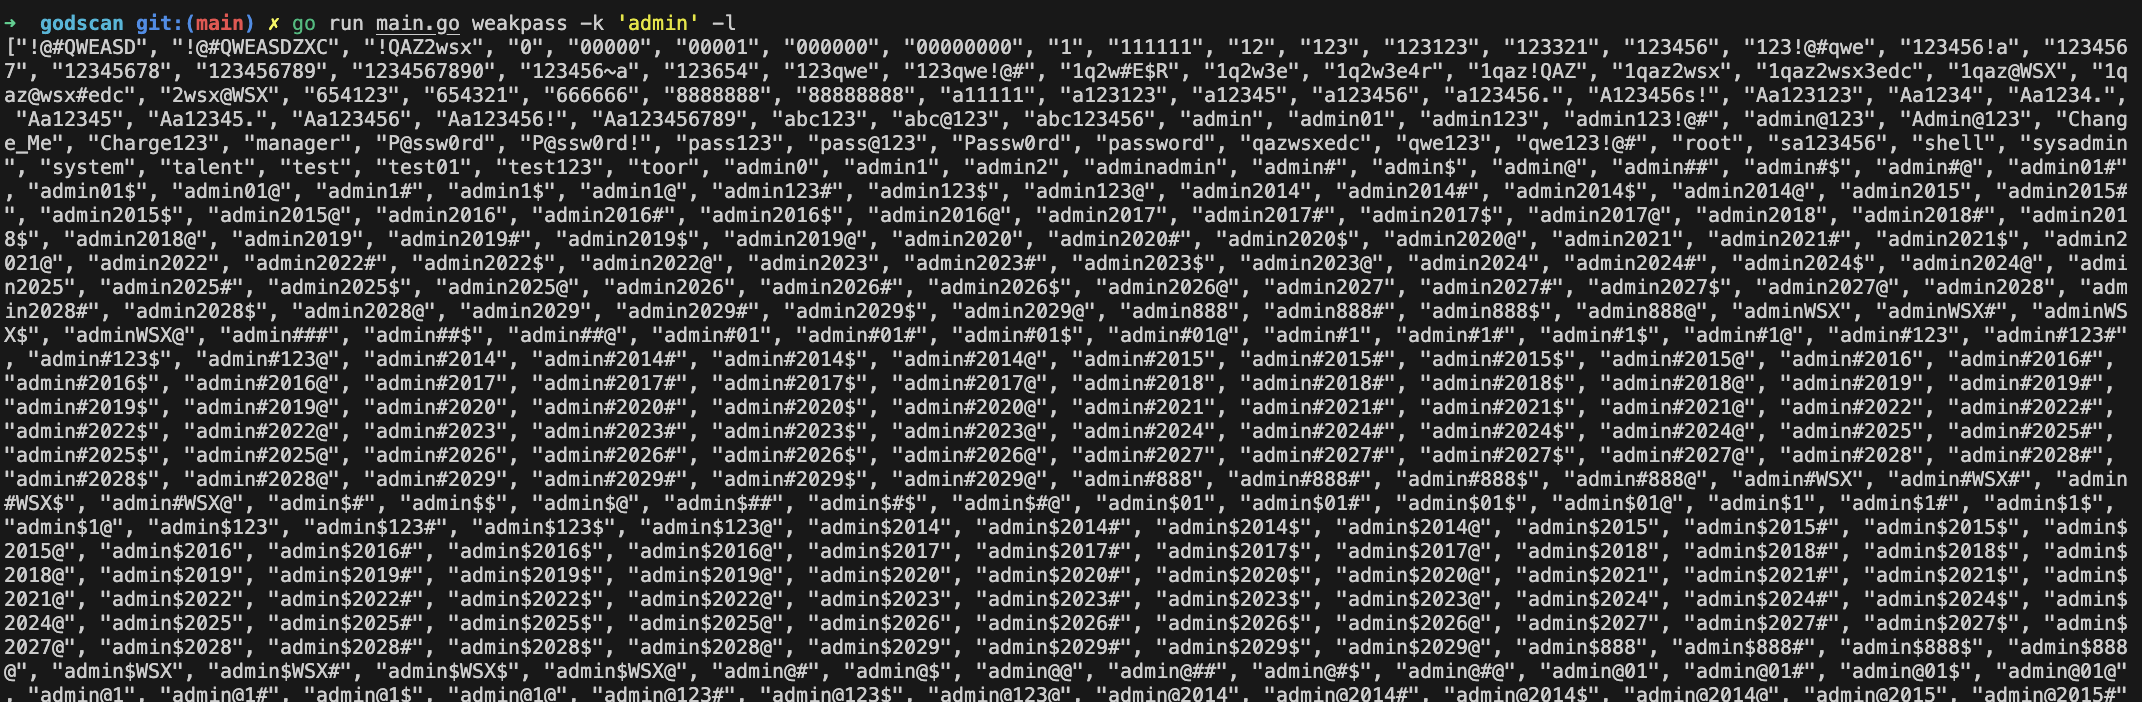 ➜  godscan git:(main) ✗ go run main.go weakpass -k 'admin' -l
["!@#QWEASD", "!@#QWEASDZXC", "!QAZ2wsx", "0", "00000", "00001", "000000", "00000000", "1", "111111", "12", "123", "123123", "123321", "123456", "123!@#qwe", "123456!a", "123456
7", "12345678", "123456789", "1234567890", "123456~a", "123654", "123qwe", "123qwe!@#", "1q2w#E$R", "1q2w3e", "1q2w3e4r", "1qaz!QAZ", "1qaz2wsx", "1qaz2wsx3edc", "1qaz@WSX", "1q
az@wsx#edc", "2wsx@WSX", "654123", "654321", "666666", "8888888", "88888888", "a11111", "a123123", "a12345", "a123456", "a123456.", "A123456s!", "Aa123123", "Aa1234", "Aa1234.",
 "Aa12345", "Aa12345.", "Aa123456", "Aa123456!", "Aa123456789", "abc123", "abc@123", "abc123456", "admin", "admin01", "admin123", "admin123!@#", "admin@123", "Admin@123", "Chang
e_Me", "Charge123", "manager", "P@ssw0rd", "P@ssw0rd!", "pass123", "pass@123", "Passw0rd", "password", "qazwsxedc", "qwe123", "qwe123!@#", "root", "sa123456", "shell", "sysadmin
", "system", "talent", "test", "test01", "test123", "toor", "admin0", "admin1", "admin2", "adminadmin", "admin#", "admin$", "admin@", "admin##", "admin#$", "admin#@", "admin01#"
, "admin01$", "admin01@", "admin1#", "admin1$", "admin1@", "admin123#", "admin123$", "admin123@", "admin2014", "admin2014#", "admin2014$", "admin2014@", "admin2015", "admin2015#
", "admin2015$", "admin2015@", "admin2016", "admin2016#", "admin2016$", "admin2016@", "admin2017", "admin2017#", "admin2017$", "admin2017@", "admin2018", "admin2018#", "admin201
8$", "admin2018@", "admin2019", "admin2019#", "admin2019$", "admin2019@", "admin2020", "admin2020#", "admin2020$", "admin2020@", "admin2021", "admin2021#", "admin2021$", "admin2
021@", "admin2022", "admin2022#", "admin2022$", "admin2022@", "admin2023", "admin2023#", "admin2023$", "admin2023@", "admin2024", "admin2024#", "admin2024$", "admin2024@", "admi
n2025", "admin2025#", "admin2025$", "admin2025@", "admin2026", "admin2026#", "admin2026$", "admin2026@", "admin2027", "admin2027#", "admin2027$", "admin2027@", "admin2028", "adm
in2028#", "admin2028$", "admin2028@", "admin2029", "admin2029#", "admin2029$", "admin2029@", "admin888", "admin888#", "admin888$", "admin888@", "adminWSX", "adminWSX#", "adminWS
X$", "adminWSX@", "admin###", "admin##$", "admin##@", "admin#01", "admin#01#", "admin#01$", "admin#01@", "admin#1", "admin#1#", "admin#1$", "admin#1@", "admin#123", "admin#123#"
, "admin#123$", "admin#123@", "admin#2014", "admin#2014#", "admin#2014$", "admin#2014@", "admin#2015", "admin#2015#", "admin#2015$", "admin#2015@", "admin#2016", "admin#2016#",
"admin#2016$", "admin#2016@", "admin#2017", "admin#2017#", "admin#2017$", "admin#2017@", "admin#2018", "admin#2018#", "admin#2018$", "admin#2018@", "admin#2019", "admin#2019#",
"admin#2019$", "admin#2019@", "admin#2020", "admin#2020#", "admin#2020$", "admin#2020@", "admin#2021", "admin#2021#", "admin#2021$", "admin#2021@", "admin#2022", "admin#2022#",
"admin#2022$", "admin#2022@", "admin#2023", "admin#2023#", "admin#2023$", "admin#2023@", "admin#2024", "admin#2024#", "admin#2024$", "admin#2024@", "admin#2025", "admin#2025#",
"admin#2025$", "admin#2025@", "admin#2026", "admin#2026#", "admin#2026$", "admin#2026@", "admin#2027", "admin#2027#", "admin#2027$", "admin#2027@", "admin#2028", "admin#2028#",
"admin#2028$", "admin#2028@", "admin#2029", "admin#2029#", "admin#2029$", "admin#2029@", "admin#888", "admin#888#", "admin#888$", "admin#888@", "admin#WSX", "admin#WSX#", "admin
#WSX$", "admin#WSX@", "admin$#", "admin$$", "admin$@", "admin$##", "admin$#$", "admin$#@", "admin$01", "admin$01#", "admin$01$", "admin$01@", "admin$1", "admin$1#", "admin$1$",
"admin$1@", "admin$123", "admin$123#", "admin$123$", "admin$123@", "admin$2014", "admin$2014#", "admin$2014$", "admin$2014@", "admin$2015", "admin$2015#", "admin$2015$", "admin$
2015@", "admin$2016", "admin$2016#", "admin$2016$", "admin$2016@", "admin$2017", "admin$2017#", "admin$2017$", "admin$2017@", "admin$2018", "admin$2018#", "admin$2018$", "admin$
2018@", "admin$2019", "admin$2019#", "admin$2019$", "admin$2019@", "admin$2020", "admin$2020#", "admin$2020$", "admin$2020@", "admin$2021", "admin$2021#", "admin$2021$", "admin$
2021@", "admin$2022", "admin$2022#", "admin$2022$", "admin$2022@", "admin$2023", "admin$2023#", "admin$2023$", "admin$2023@", "admin$2024", "admin$2024#", "admin$2024$", "admin$
2024@", "admin$2025", "admin$2025#", "admin$2025$", "admin$2025@", "admin$2026", "admin$2026#", "admin$2026$", "admin$2026@", "admin$2027", "admin$2027#", "admin$2027$", "admin$
2027@", "admin$2028", "admin$2028#", "admin$2028$", "admin$2028@", "admin$2029", "admin$2029#", "admin$2029$", "admin$2029@", "admin$888", "admin$888#", "admin$888$", "admin$888
@", "admin$WSX", "admin$WSX#", "admin$WSX$", "admin$WSX@", "admin@#", "admin@$", "admin@@", "admin@##", "admin@#$", "admin@#@", "admin@01", "admin@01#", "admin@01$", "admin@01@"
, "admin@1", "admin@1#", "admin@1$", "admin@1@", "admin@123#", "admin@123$", "admin@123@", "admin@2014", "admin@2014#", "admin@2014$", "admin@2014@", "admin@2015", "admin@2015#"